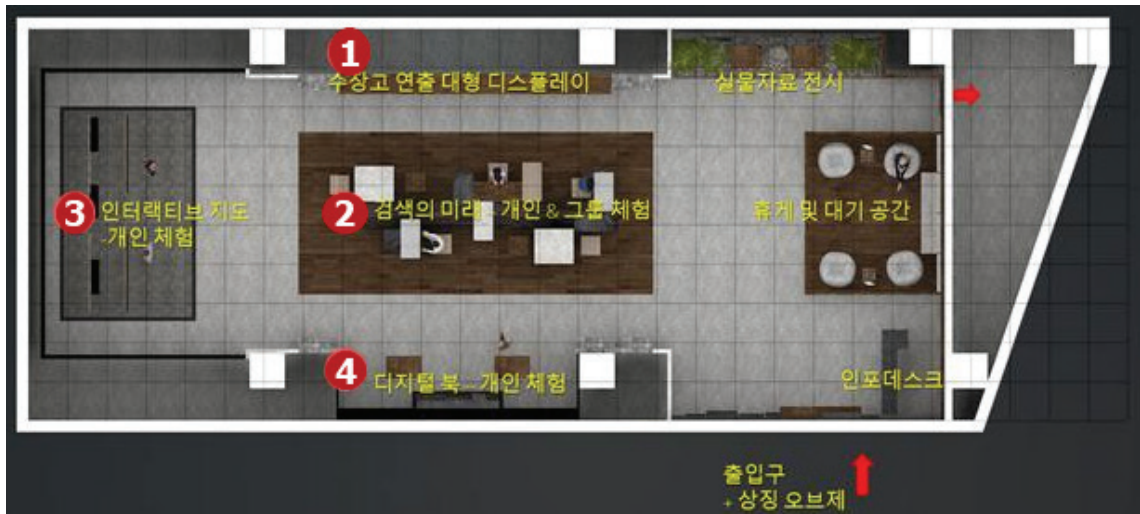 1
수상고 연출 대형 디스플레이
실물자료 전시
3 인터랙티브 지도
-개인 체험
2 검색의 미래 - 개인 & 그룹 체험
휴게 및 대기 공간
4 디지털 북 - 개인 체험
인포데스크
출입구
+ 상징 오브제